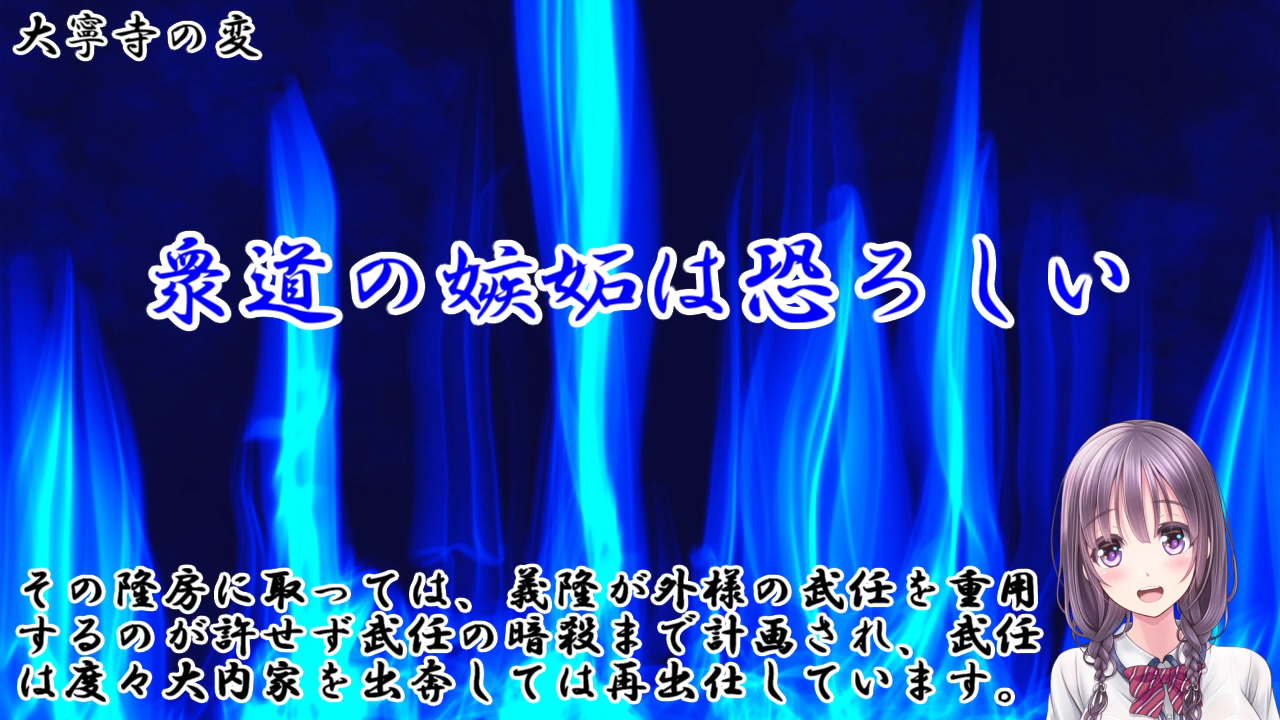 大寧寺の変
衆道の嫉妬は恐ろしい
その隆房に取っては、義隆が外様の武任を重用
するのが許せず武任の暗殺まで計画され、武任
は度々大内家を出奔しては再出仕しています。